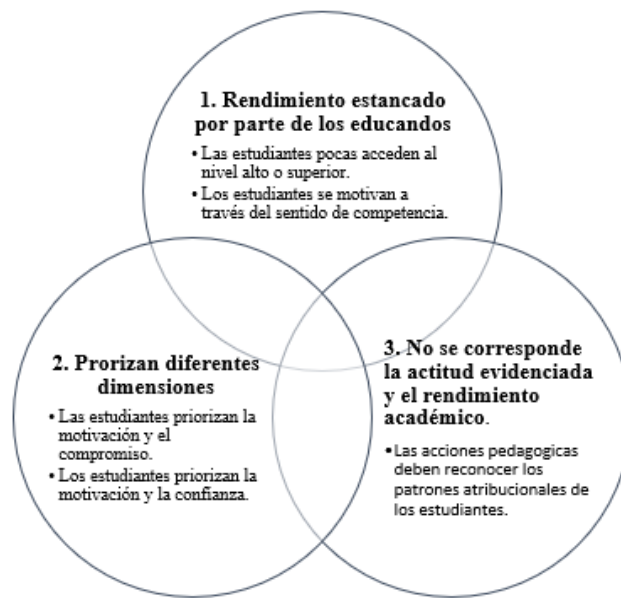 1. Rendimiento estancado
por parte de los educandos
• Las estudiantes pocas acceden al
nivel alto o superior.
• Los estudiantes se motivan a
través del sentido de competencia.
2. Prorizan diferentes
dimensiones
• Las estudiantes priorizan la
motivación y el
compromiso.
• Los estudiantes priorizan la
motivación y la confianza.
3. No se corresponde
la actitud evidenciada
y el rendimiento
académico.
• Las acciones pedagogicas
deben reconocer los
patrones atribucionales de
los estudiantes.